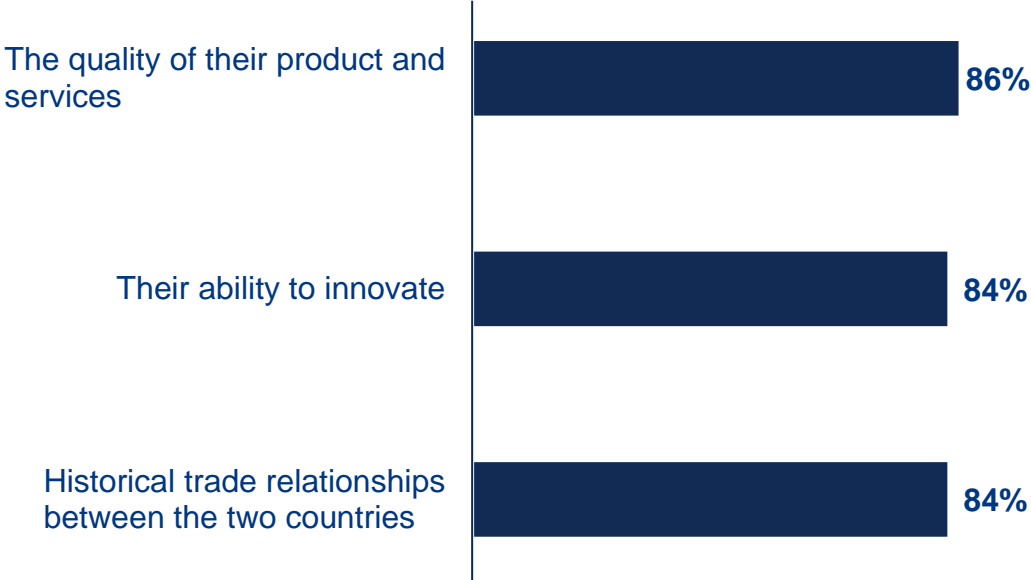 The quality of their product and
services
86%
Their ability to innovate
84%
Historical trade relationships
between the two countries
84%